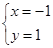 x = −1
y = 1